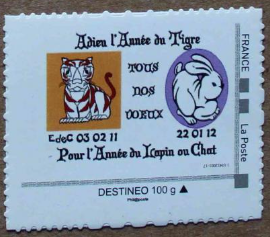 Adieu l'Année du Tigre
TOUS
NOS
VOEUX
CdeC 03 02 11
22 01 12
Pour l'Année du Lapin ou Chat
DESTINEO 100 g
FRANCE
La Poste